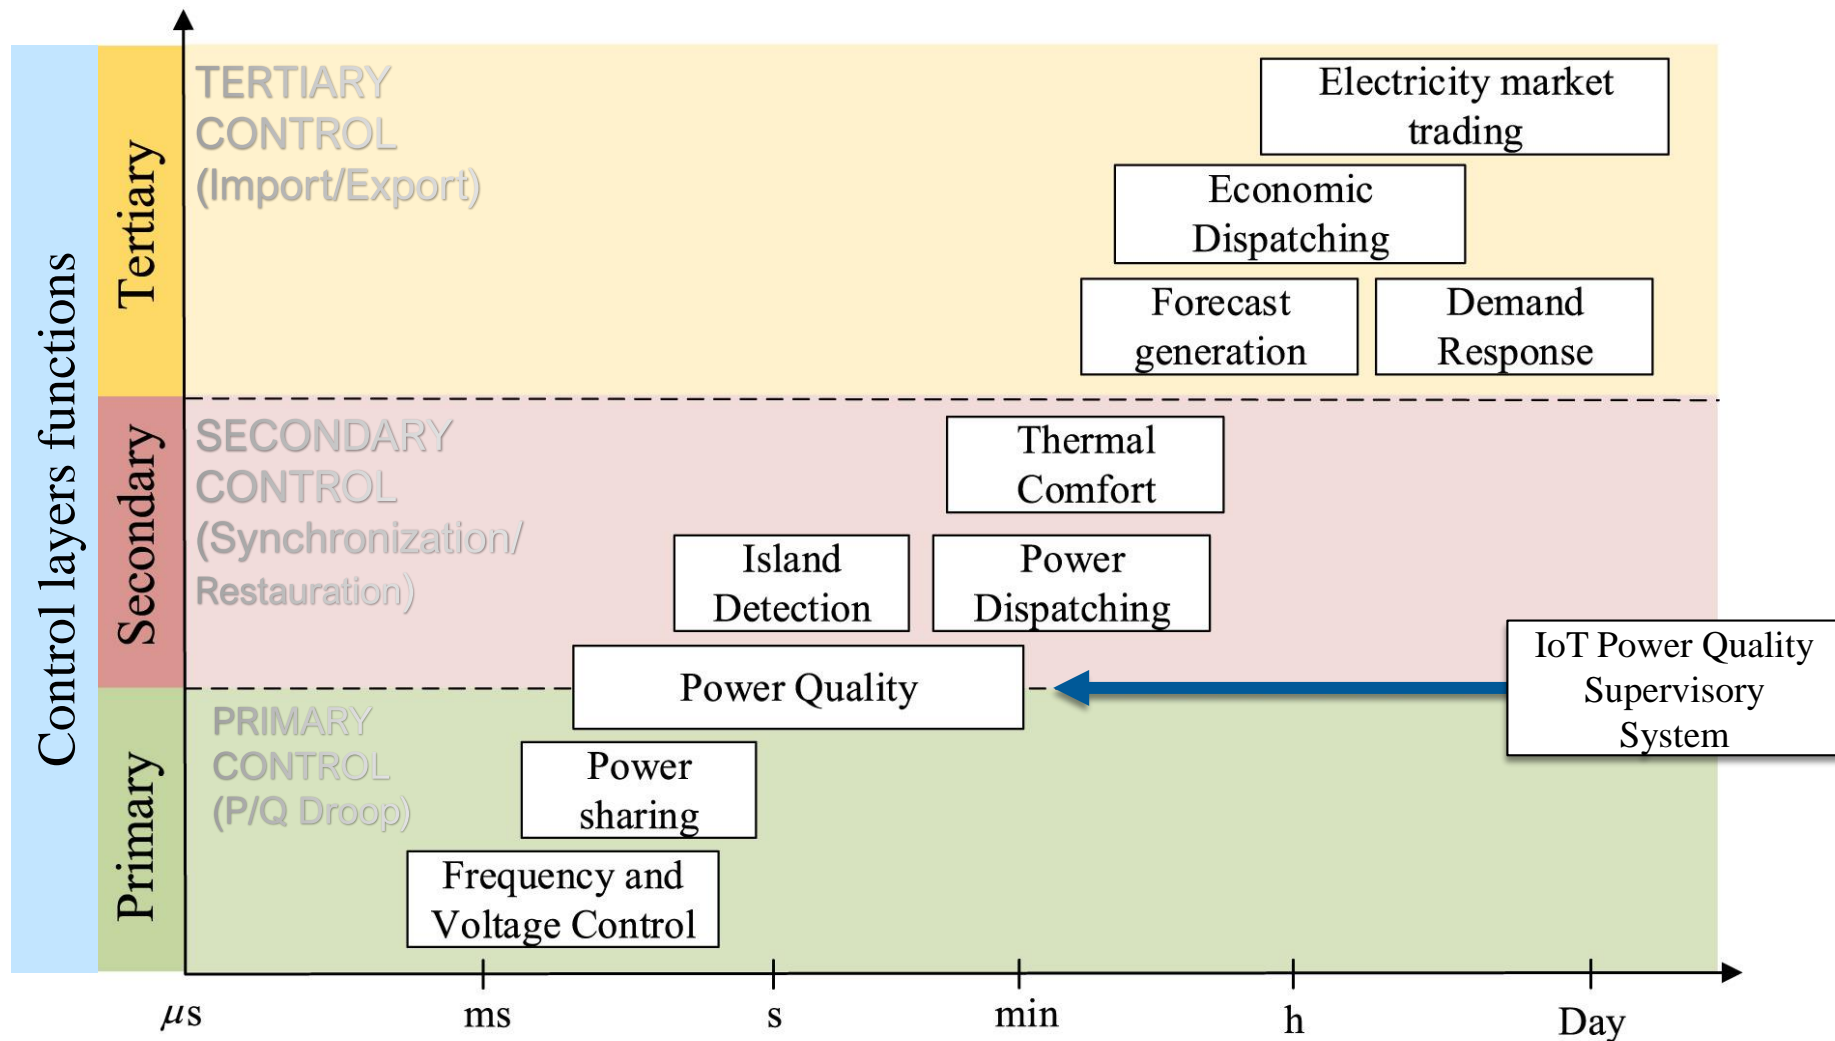 Control layers functions
Tertiary
TERTIARY
CONTROL
(Import/Export)
Electricity market
trading
Economic
Dispatching
Forecast
generation
Demand
Response
Secondary
SECONDARY
CONTROL
(Synchronization/
Restauration)
Thermal
Comfort
Island
Detection
Power
Dispatching
Power Quality
IoT Power Quality
Supervisory
System
Primary
PRIMARY
CONTROL
(P/Q Droop)
Power
sharing
Frequency and
Voltage Control
μs
ms
s
min
h
Day